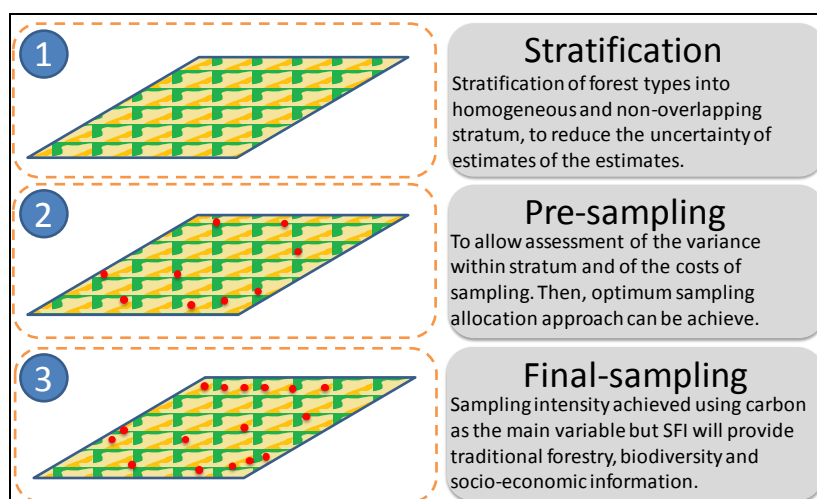 1
Stratification
Stratification of forest types into
homogeneous and non-overlapping
stratum, to reduce the uncertainty of
estimates of the estimates.
2
Pre-sampling
To allow assessment of the variance
within stratum and of the costs of
sampling. Then, optimum sampling
allocation approach can be achieve.
3
Final-sampling
Sampling intensity achieved using carbon
as the main variable but SFI will provide
traditional forestry, biodiversity and
socio-economic information.